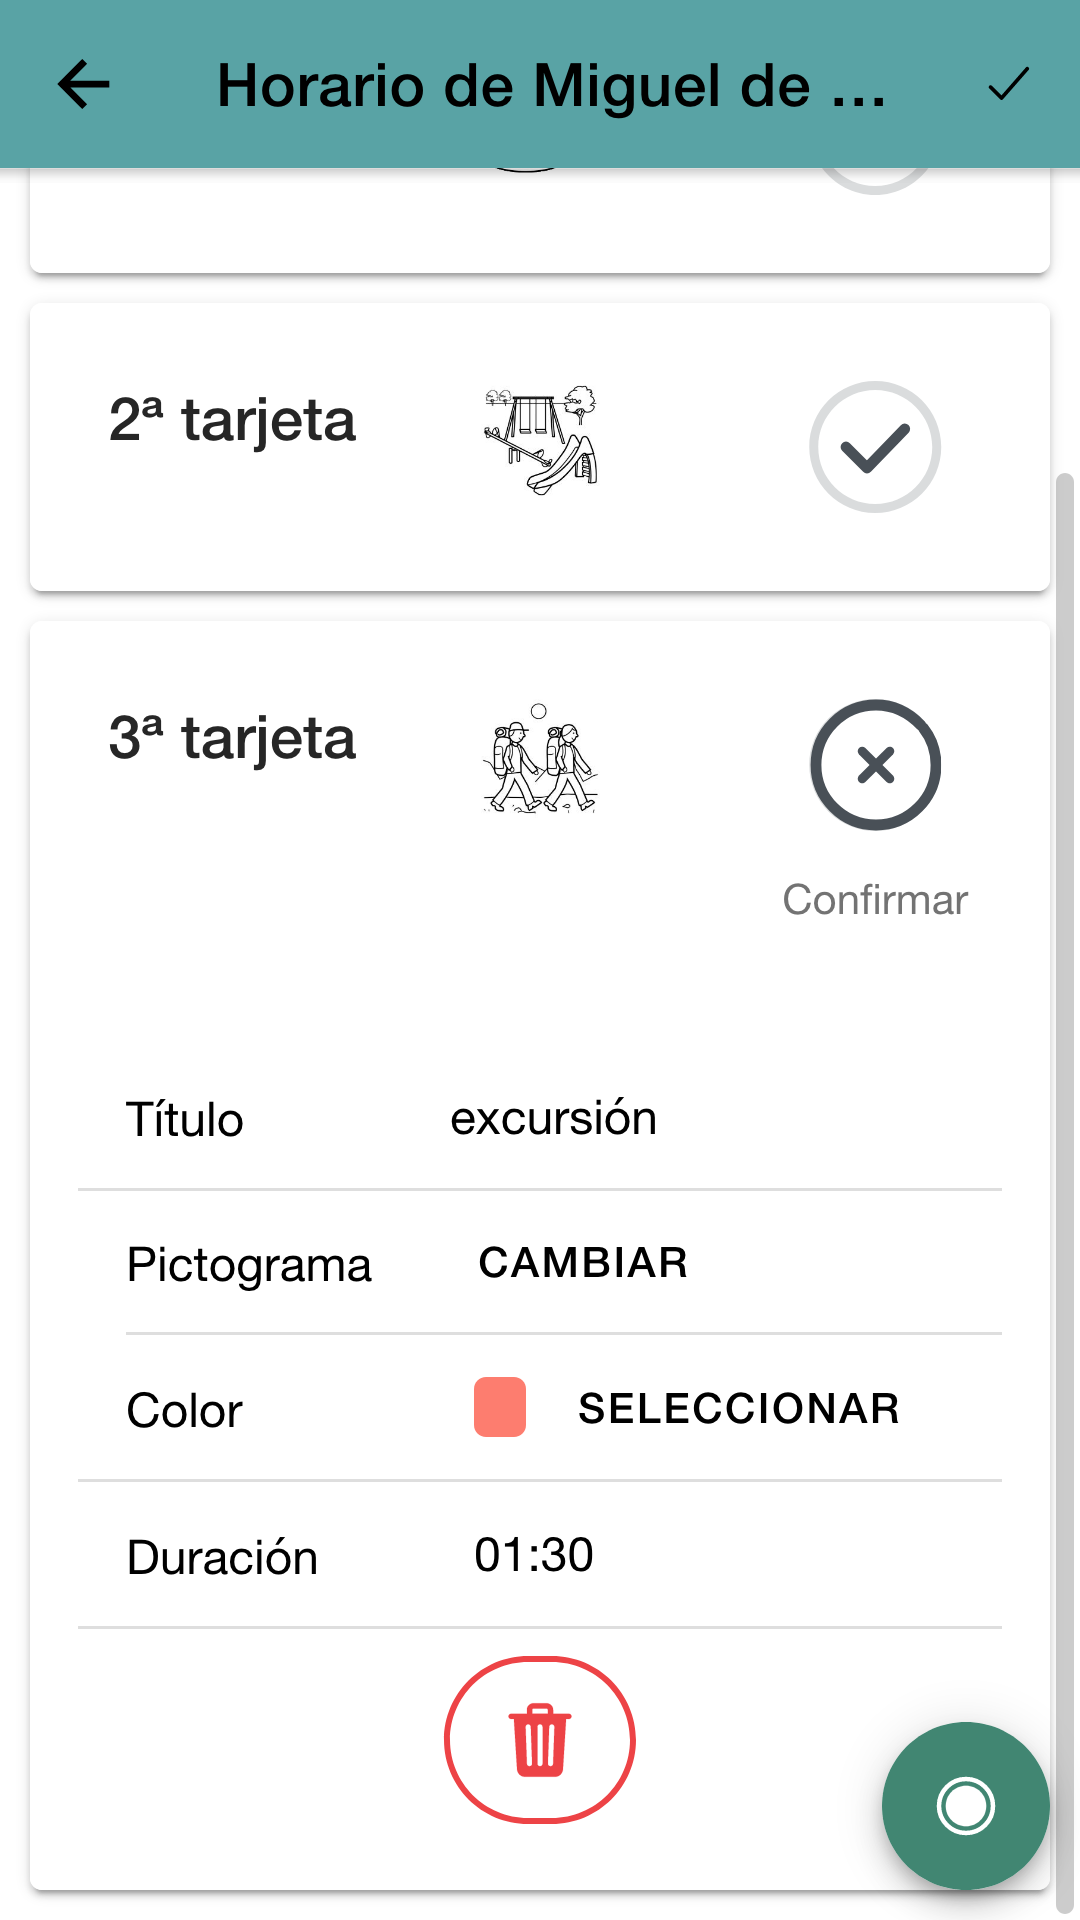 Horario de Miguel de ...
2ª tarjeta
3ª tarjeta
Confirmar
Título excursión
Pictograma CAMBIAR
Color SELECCIONAR
Duración 01:30